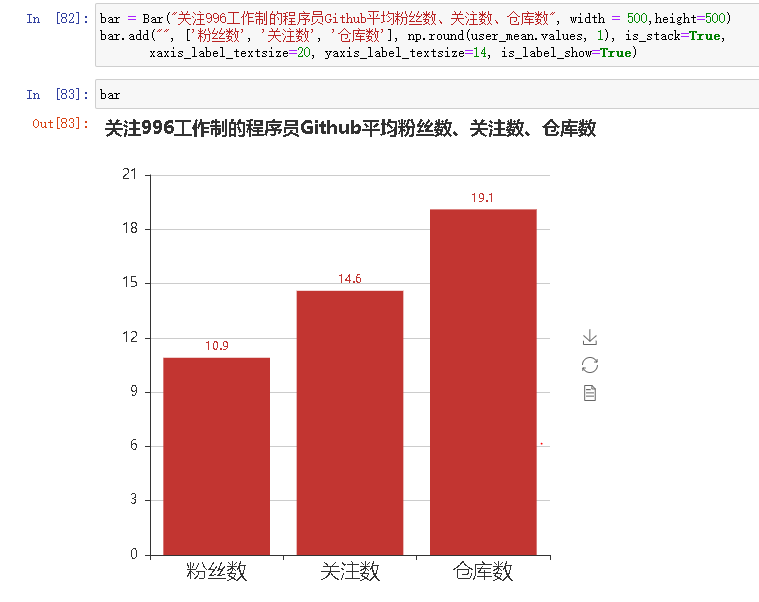 In [82]: bar = Bar("关注996工作制的程序员Github平均粉丝数、关注数、仓库数", width = 500,height=500)
bar.add("", ['粉丝数', '关注数', '仓库数'], np.round(user_mean.values, 1), is_stack=True,
xaxis_label_textsize=20, yaxis_label_textsize=14, is_label_show=True)
In [83]: bar
Out[83]: 关注996工作制的程序员Github平均粉丝数、关注数、仓库数
21
19.1
18
15
14.6
12
10.9
9
6
3
0
粉丝数 关注数 仓库数